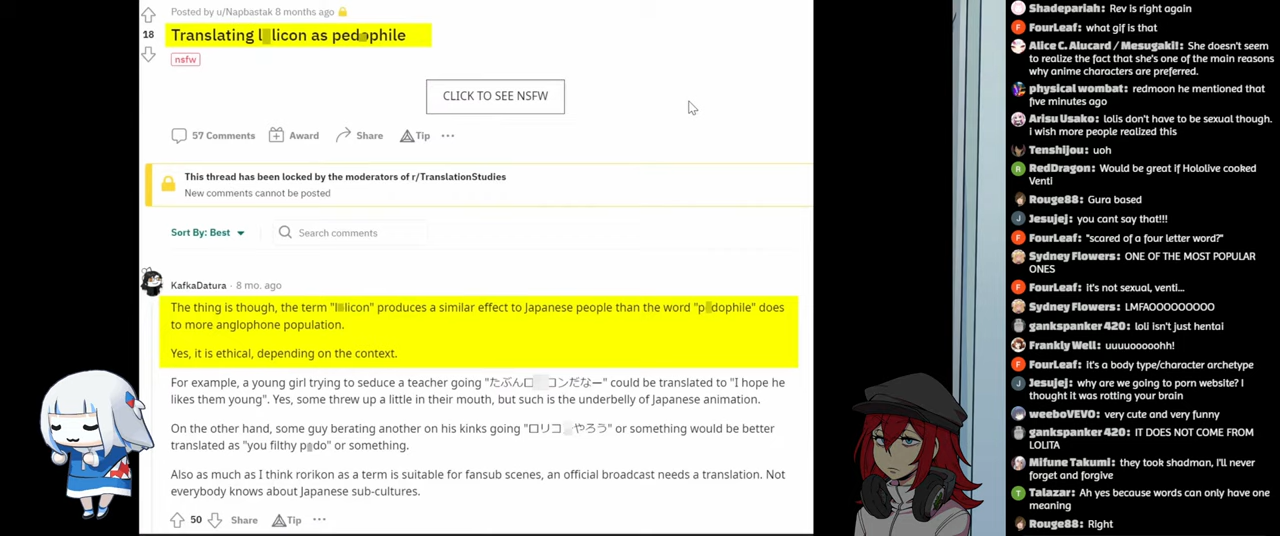 Posted by u/Napbastak 8 months ago
18
Translating l licon as ped phile
nsfw
CLICK TO SEE NSFW
57 Comments Award Share Tip ...
This thread has been locked by the moderators of r/TranslationStudies
New comments cannot be posted
Sort By: Best Search comments
KafkaDatura · 8 mo. ago
The thing is though, the term "l licon" produces a similar effect to Japanese people than the word "p dophile" does
to more anglophone population.
Yes, it is ethical, depending on the context.
For example, a young girl trying to seduce a teacher going "たぶんロ コンだなー" could be translated to "I hope he
likes them young". Yes, some threw up a little in their mouth, but such is the underbelly of Japanese animation.
On the other hand, some guy berating another on his kinks going "ロリコ やろう" or something would be better
translated as "you filthy p do" or something.
Also as much as I think rorikon as a term is suitable for fansub scenes, an official broadcast needs a translation. Not
everybody knows about Japanese sub-cultures.
50 Share Tip ...
Shadepariah: Rev is right again
F FourLeaf: what gif is that
Alice C. Alucard / Mesugaki!: She doesn't seem
to realize the fact that she's one of the main reasons
why anime characters are preferred.
physical wombat: redmoon he mentioned that
five minutes ago
Arisu Usako: lolis don't have to be sexual though.
i wish more people realized this
Tenshijou: uoh
R RedDragon: Would be great if Hololive cooked
Venti
Rouge88: Gura based
J Jesujej: you cant say that!!!
F FourLeaf: "scared of a four letter word?"
Sydney Flowers: ONE OF THE MOST POPULAR
ONES
F FourLeaf: it's not sexual, venti...
Sydney Flowers: LMFAOOOOOOOO
gankspanker 420: loli isn't just hentai
Frankly Well: uuuuooooohh!
F FourLeaf: it's a body type/character archetype
J Jesujej: why are we going to porn website? I
thought it was rotting your brain
weeboVEVO: very cute and very funny
gankspanker 420: IT DOES NOT COME FROM
LOLITA
Mifune Takumi: they took shadman, I'll never
forget and forgive
T Talazar: Ah yes because words can only have one
meaning
Rouge88: Right